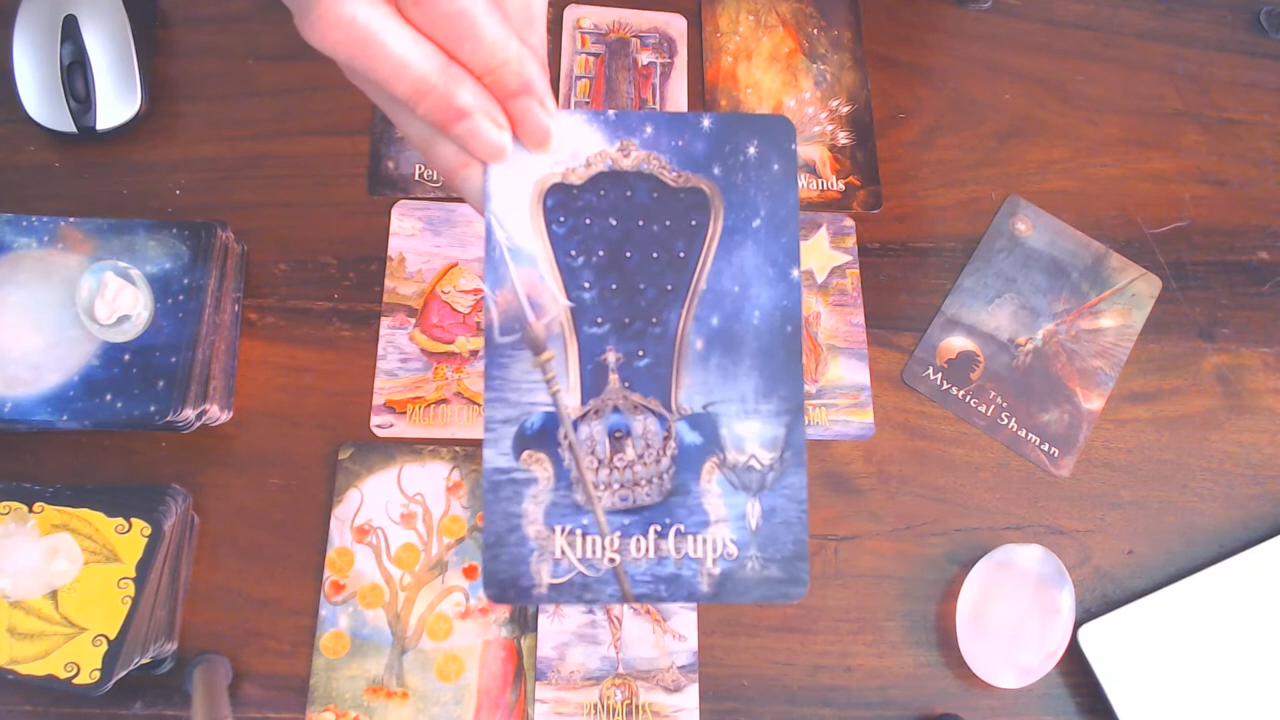 Wands
PAGE OF CUPS
STAR
The
Mystical Shaman
King of Cups
PENTACLES